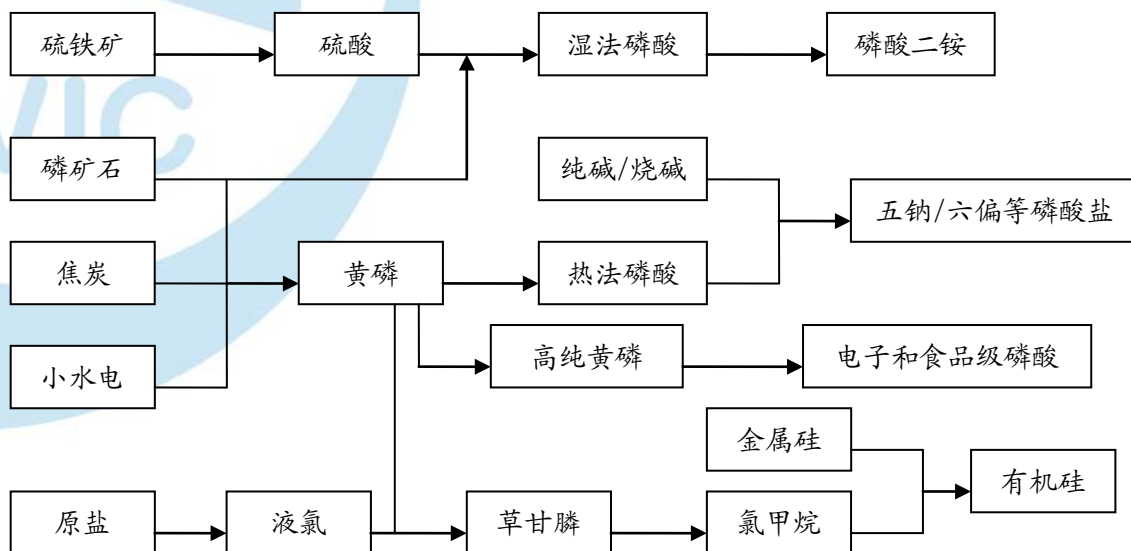 硫铁矿
硫酸
湿法磷酸
磷酸二铵
磷矿石
纯碱/烧碱
五钠/六偏等磷酸盐
焦炭
黄磷
热法磷酸
小水电
高纯黄磷
电子和食品级磷酸
金属硅
有机硅
原盐
液氯
草甘膦
氯甲烷
VIC